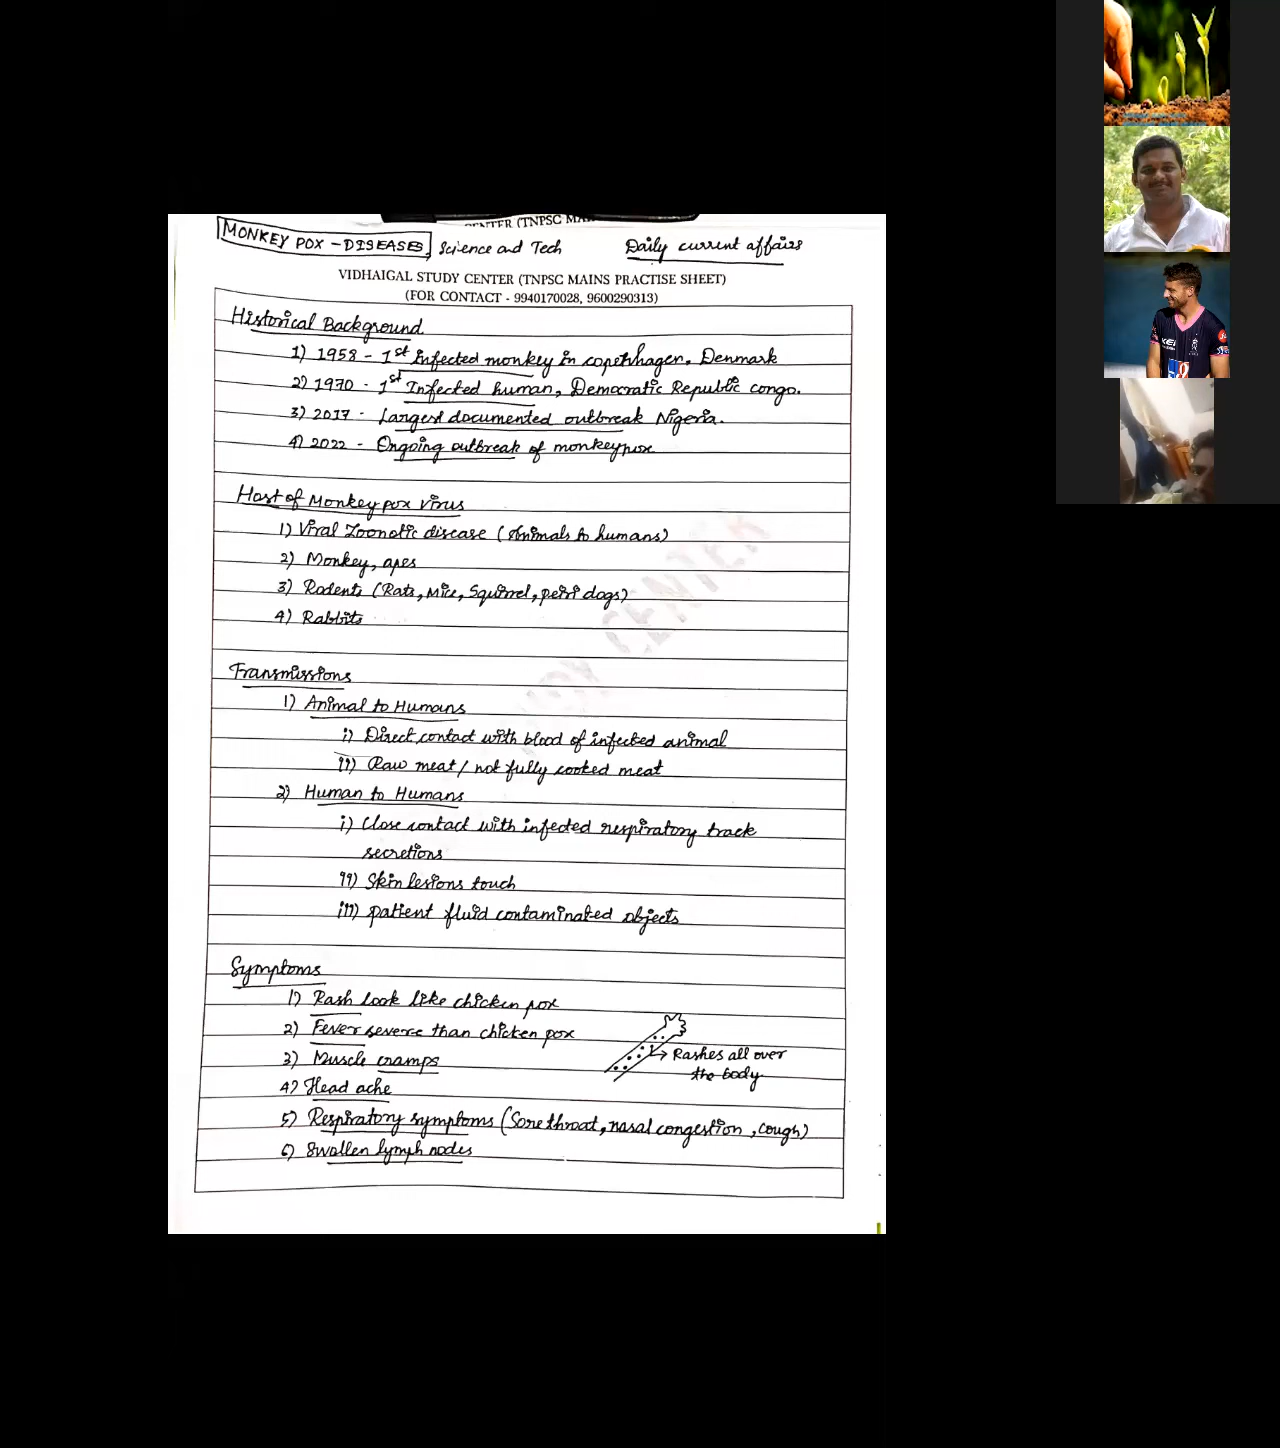 CENTER (TNPSC MA
MONKEY POX - DISEASES, Science and Tech Daily current affairs
VIDHAIGAL STUDY CENTER (TNPSC MAINS PRACTISE SHEET)
(FOR CONTACT - 9940170028, 9600290313)
Historical Background
1) 1958 - 1st infected monkey in copenhagen, Denmark
2) 1970 - 1st Infected human, Democratic Republic congo.
3) 2017 - Largest documented outbreak Nigeria.
4) 2022 - Ongoing outbreak of monkeypox
Host of Monkey pox virus
1) Viral Zoonotic disease (Animals to humans)
2) Monkey, apes
3) Rodents (Rats, Mice, Squirrel, dogs)
4) Rabbits
Transmissions
1) Animal to Humans
i) Direct contact with blood of infected animal
ii) Raw meat / not fully cooked meat
2) Human to Humans
i) Close contact with infected respiratory track
secretions
ii) Skin lesions touch
iii) patient fluid contaminated objects
Symptoms
1) Rash look like chicken pox
2) Fever severe than chicken pox
3) Muscle cramps
Rashes all over
the body
4) Head ache
5) Respiratory symptoms (Sore throat, nasal congestion, cough)
6) Swollen lymph nodes
STUDY CENTER